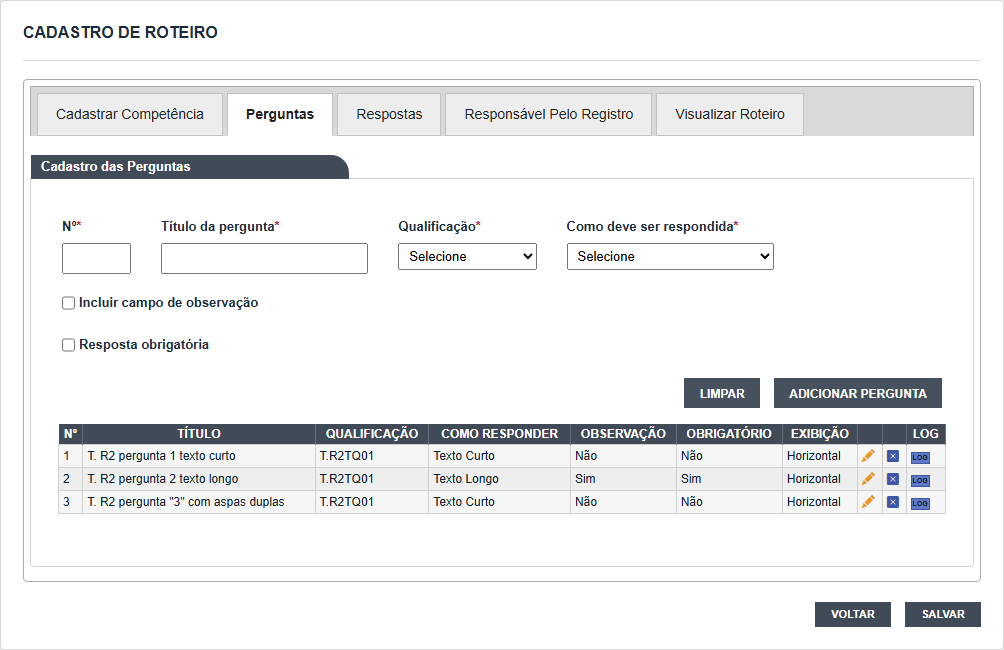 CADASTRO DE ROTEIRO
Cadastrar Competência Perguntas Respostas Responsável Pelo Registro Visualizar Roteiro
Cadastro das Perguntas
Nº* Título da pergunta* Qualificação* Como deve ser respondida*
Selecione Selecione
Incluir campo de observação
Resposta obrigatória
LIMPAR ADICIONAR PERGUNTA
Nº TÍTULO QUALIFICAÇÃO COMO RESPONDER OBSERVAÇÃO OBRIGATÓRIO EXIBIÇÃO LOG
1 T. R2 pergunta 1 texto curto T.R2TQ01 Texto Curto Não Não Horizontal LOG
2 T. R2 pergunta 2 texto longo T.R2TQ01 Texto Longo Sim Sim Horizontal LOG
3 T. R2 pergunta "3" com aspas duplas T.R2TQ01 Texto Curto Não Não Horizontal LOG
VOLTAR SALVAR